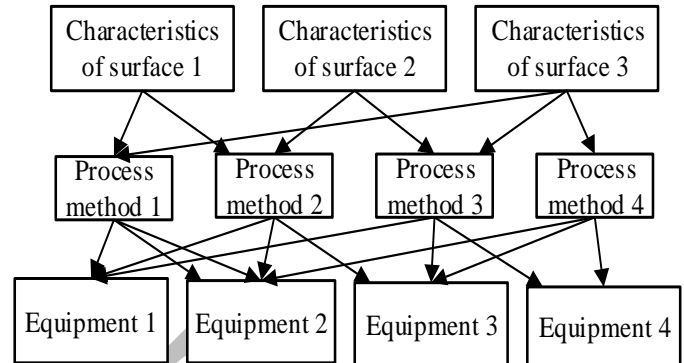 Characteristics
of surface 1
Characteristics
of surface 2
Characteristics
of surface 3
Process
method 1
Process
method 2
Process
method 3
Process
method 4
Equipment 1
Equipment 2
Equipment 3
Equipment 4